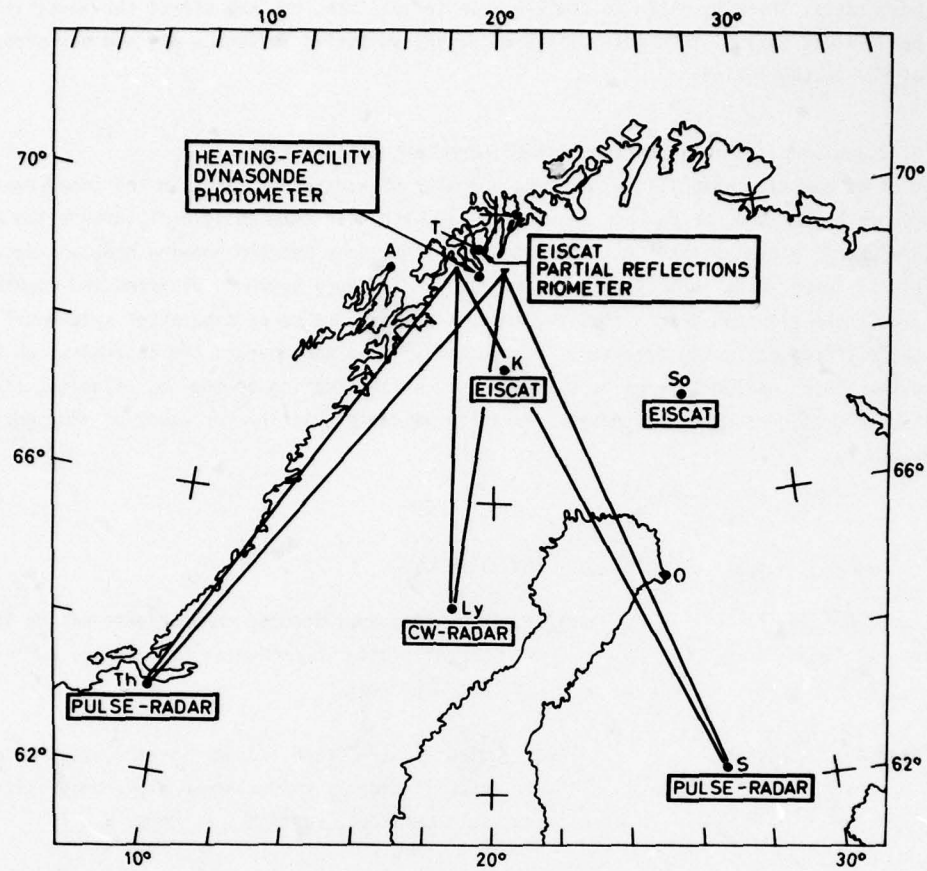 10°
20°
30°
70°
70°
HEATING-FACILITY
DYNASONDE
PHOTOMETER
T
A
EISCAT
PARTIAL REFLECTIONS
RIOMETER
K
EISCAT
So
EISCAT
66°
66°
O
Ly
CW-RADAR
Th
PULSE-RADAR
62°
62°
S
PULSE-RADAR
10°
20°
30°